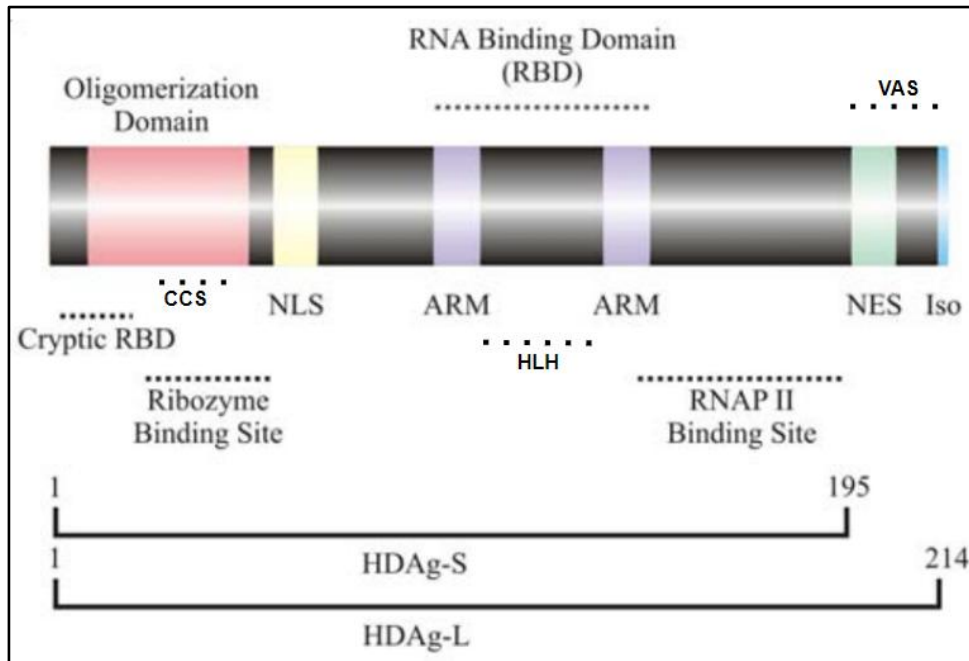 RNA Binding Domain
(RBD)
VAS
Oligomerization
Domain
CCS
NLS
ARM
ARM
NES
Iso
Cryptic RBD
HLH
Ribozyme
Binding Site
RNAP II
Binding Site
1
195
HDAg-S
1
214
HDAg-L